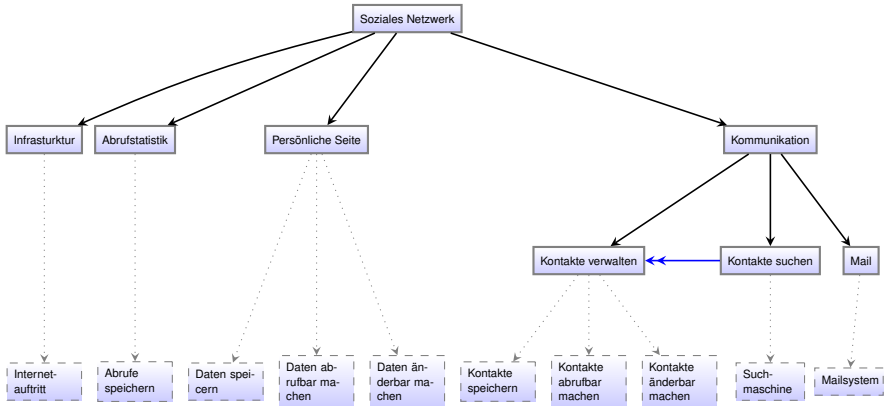 Soziales Netzwerk
Infrasturktur
Abrufstatistik
Persönliche Seite
Kommunikation
Kontakte verwalten
Kontakte suchen
Mail
Internet-
auftritt
Abrufe
speichern
Daten spei-
cern
Daten ab-
rufbar ma-
chen
Daten än-
derbar ma-
chen
Kontakte
speichern
Kontakte
abrufbar
machen
Kontakte
änderbar
machen
Such-
maschine
Mailsystem